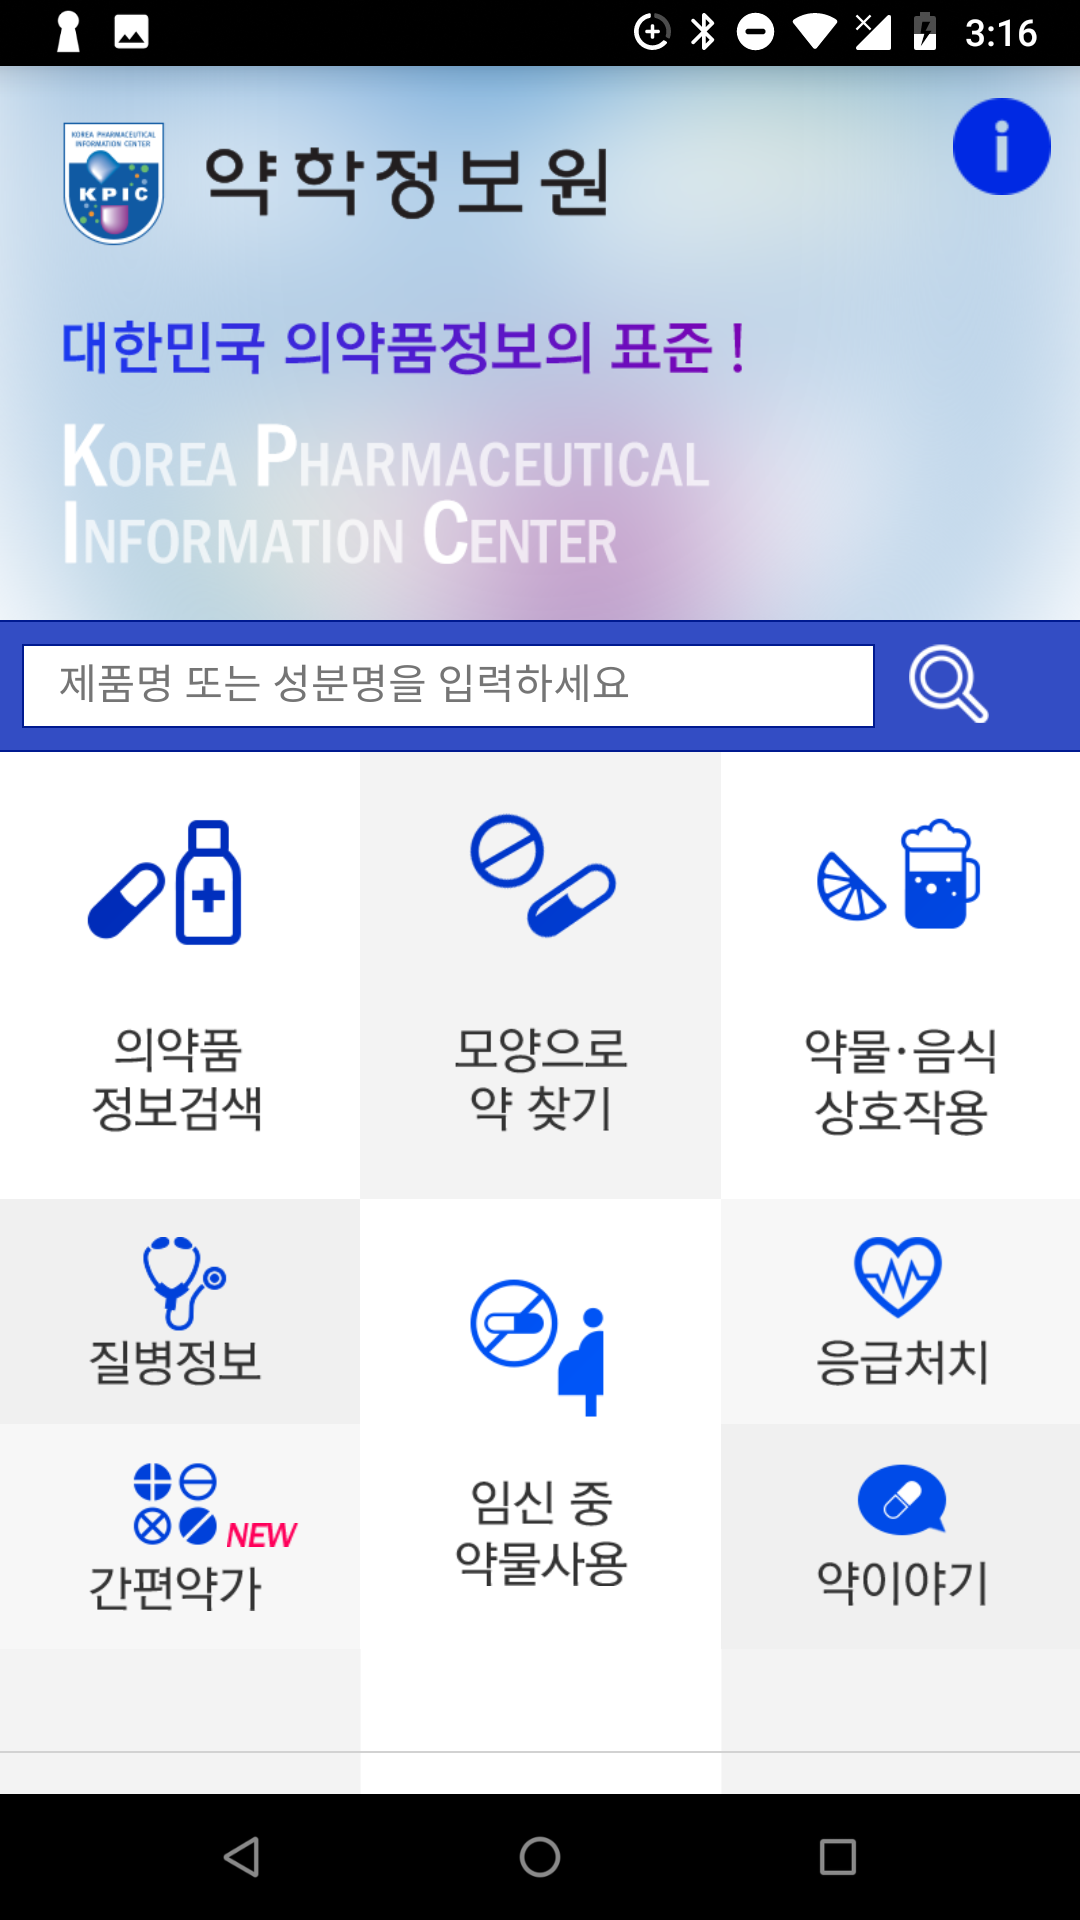 3:16
KOREA PHARMACEUTICAL
INFORMATION CENTER
KPIC
약학정보원
i
대한민국 의약품정보의 표준 !
KOREA PHARMACEUTICAL
INFORMATION CENTER
제품명 또는 성분명을 입력하세요
의약품
정보검색
모양으로
약 찾기
약물·음식
상호작용
질병정보
임신 중
약물사용
응급처치
NEW
간편약가
약이야기